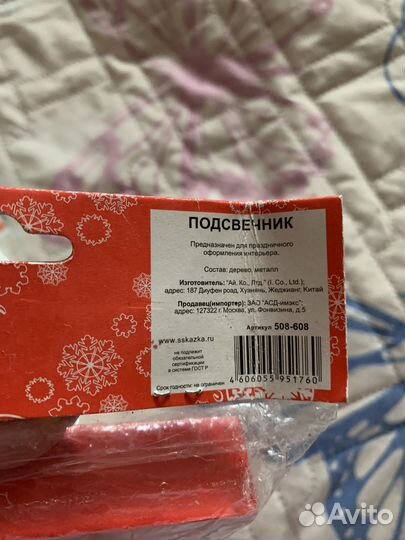 ПОДСВЕЧНИК
Предназначен для праздничного
оформления интерьера.
Состав: дерево, металл
Изготовитель: "Ай. Ко., Лтд." (I. Co., Ltd.);
адрес: 187 Диуфен роад, Хуаиянь, Жеджианг, Китай
Продавец(импортер): ЗАО "АСД-имэкс";
адрес: 127322 г. Москва, ул. Фонвизина, д.5
Артикул 508-608
www.sskazka.ru
не подлежит
обязательной
сертификации
в системе ГОСТ Р
4 606055 951760
Срок годности: не ограничен
Avito